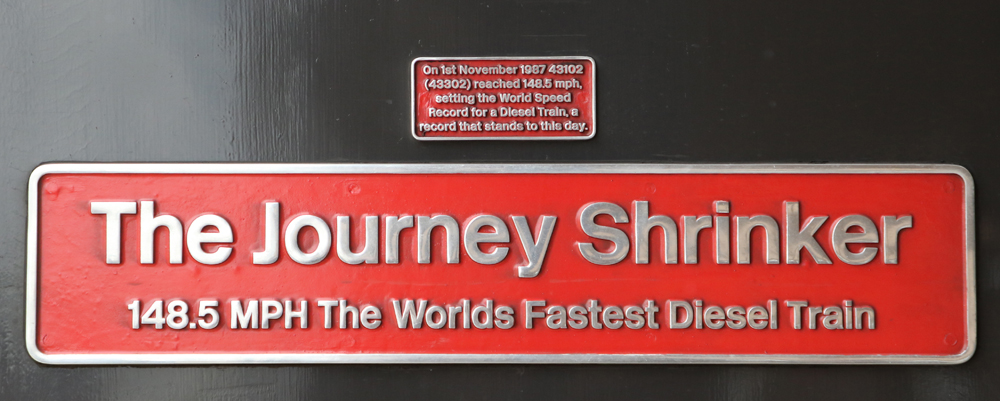 On 1st November 1987 43102
(43302) reached 148.5 mph,
setting the World Speed
Record for a Diesel Train, a
record that stands to this day.
The Journey Shrinker
148.5 MPH The Worlds Fastest Diesel Train